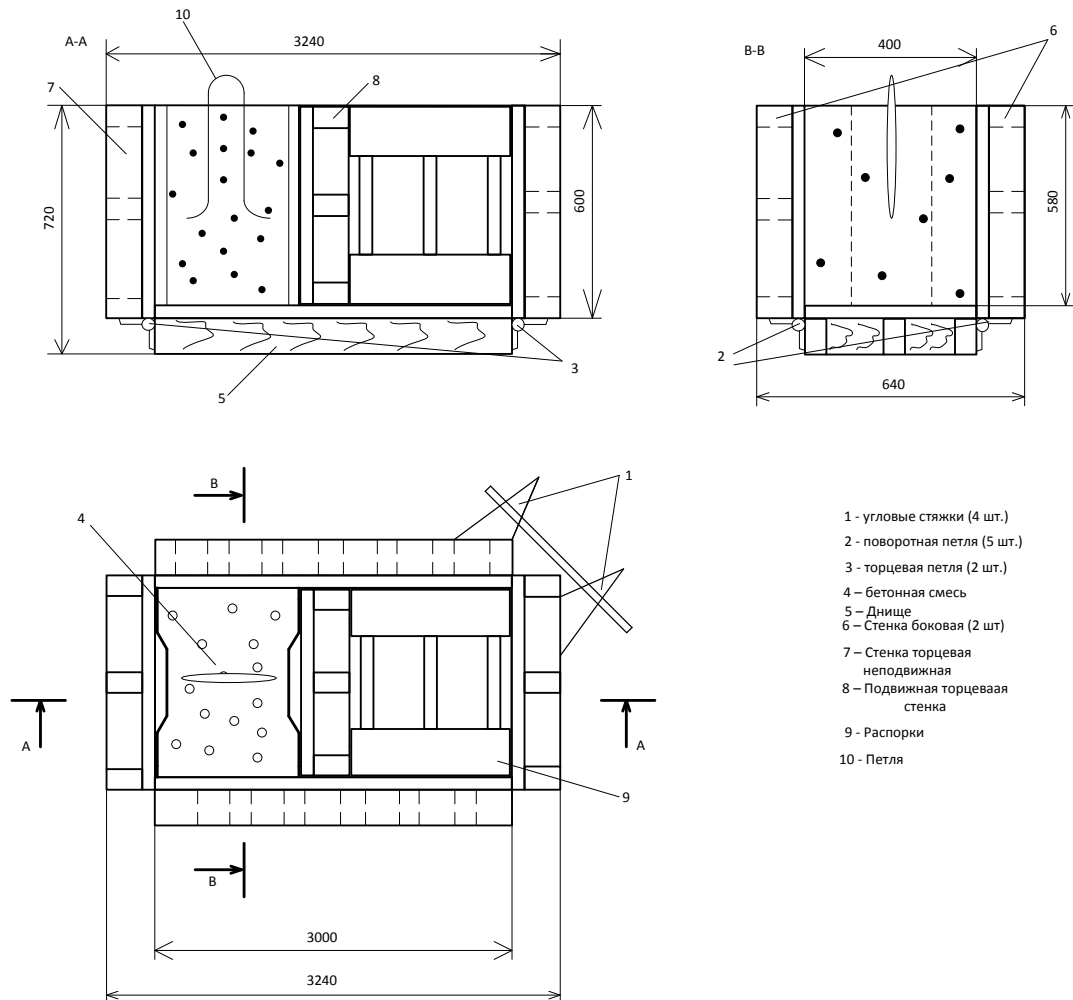 10
А-А
3240
7
8
720
600
3
5
В-В
400
6
580
2
640
В
1
4
А
А
9
В
3000
3240
1 - угловые стяжки (4 шт.)
2 - поворотная петля (5 шт.)
3 - торцевая петля (2 шт.)
4 – бетонная смесь
5 – Днище
6 – Стенка боковая (2 шт)
7 – Стенка торцевая
неподвижная
8 – Подвижная торцеваая
стенка
9 - Распорки
10 - Петля